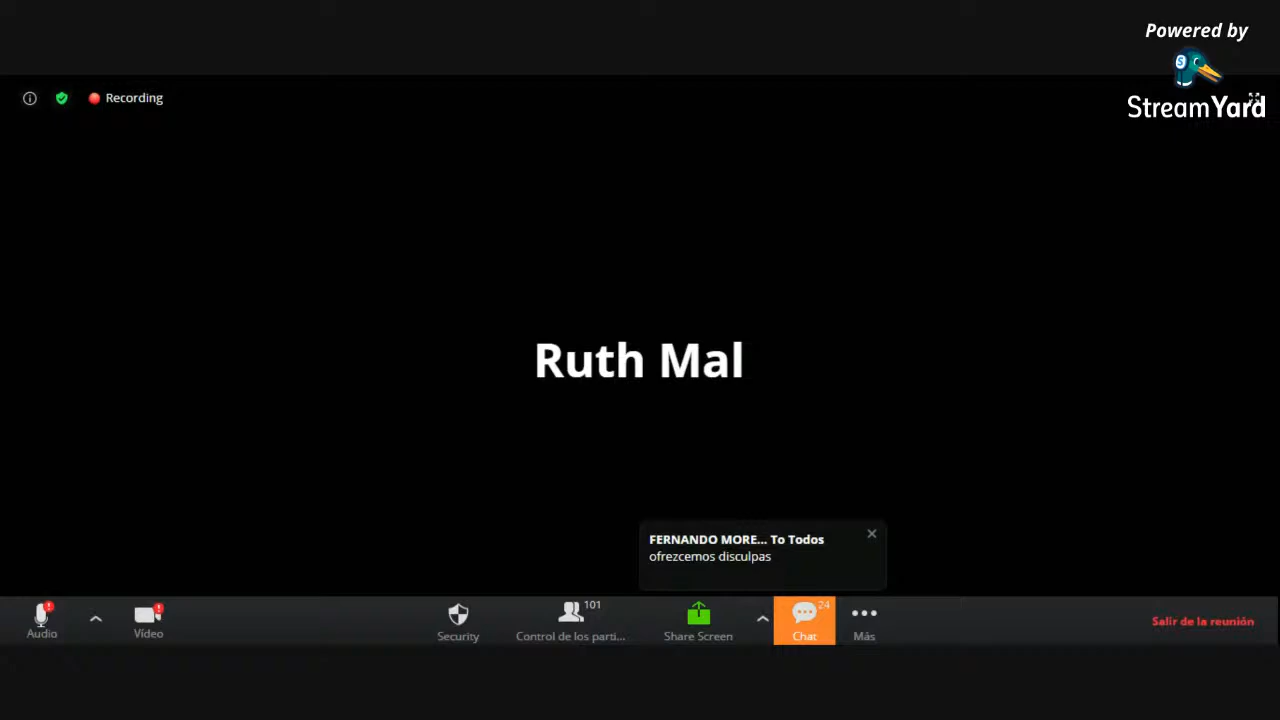 Powered by
StreamYard
Recording
Ruth Mal
FERNANDO MORE... To Todos
ofrezcemos disculpas
Audio
Vídeo
Security
101
Control de los parti...
Share Screen
24
Chat
Más
Salir de la reunión